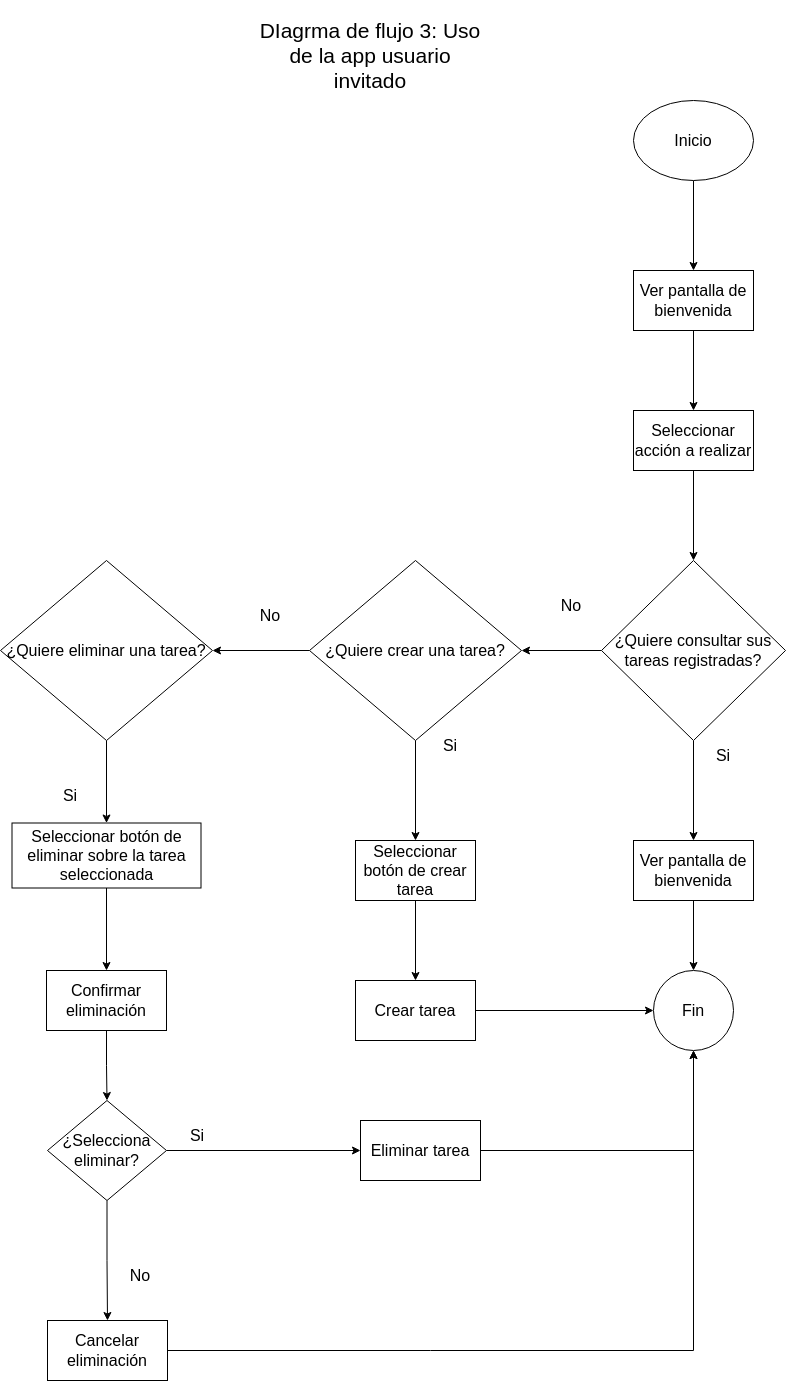 DIagrma de flujo 3: Uso
de la app usuario
invitado
Inicio
Ver pantalla de
bienvenida
Seleccionar
acción a realizar
No
No
¿Quiere eliminar una tarea?
¿Quiere crear una tarea?
¿Quiere consultar sus
tareas registradas?
Si
Si
Si
Seleccionar botón de
eliminar sobre la tarea
seleccionada
Seleccionar
botón de crear
tarea
Ver pantalla de
bienvenida
Confirmar
eliminación
Crear tarea
Fin
¿Selecciona
eliminar?
Si
Eliminar tarea
No
Cancelar
eliminación